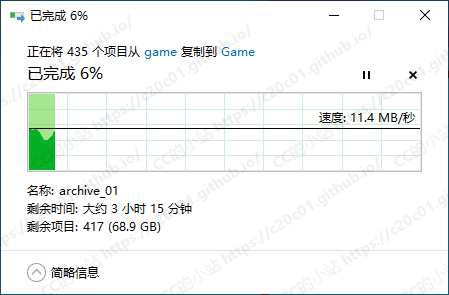 已完成 6%
正在将 435 个项目从 game 复制到 Game
已完成 6%
速度: 11.4 MB/秒
名称: archive_01
剩余时间: 大约 3 小时 15 分钟
剩余项目: 417 (68.9 GB)
简略信息
CC的小站 https://c20c01.github.io/